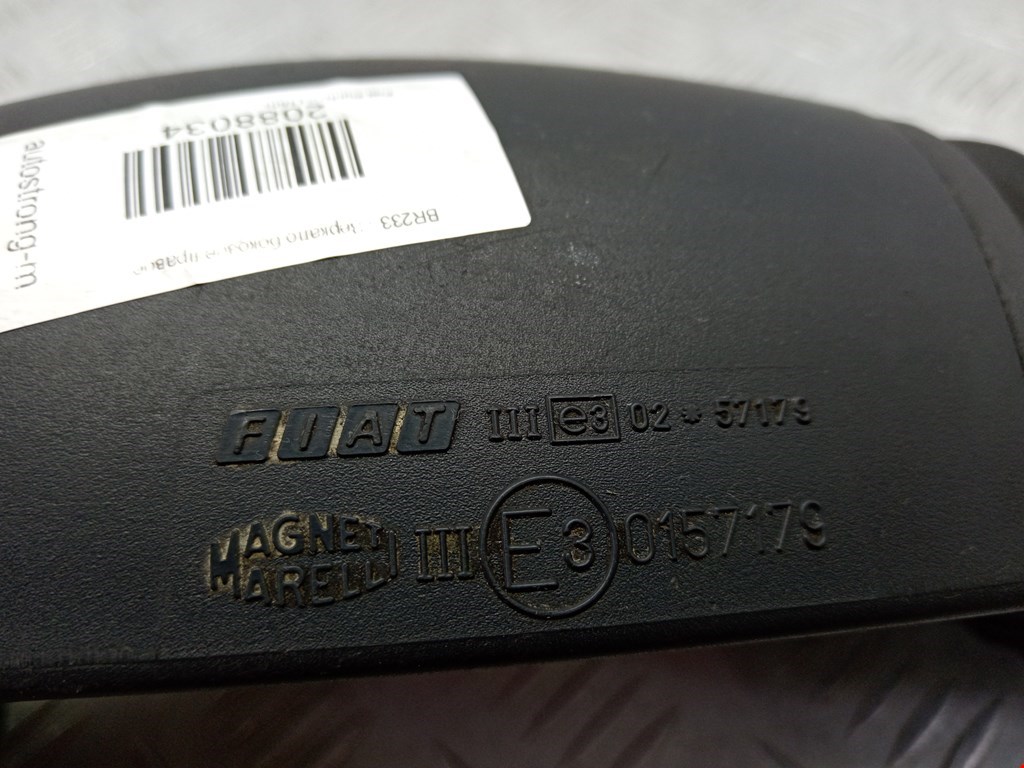 autostrong-m
2088034
BR233 Зеркало боковое правое
FIAT III e3 02 * 57179
MAGNETI MARELLI III E3 0157179